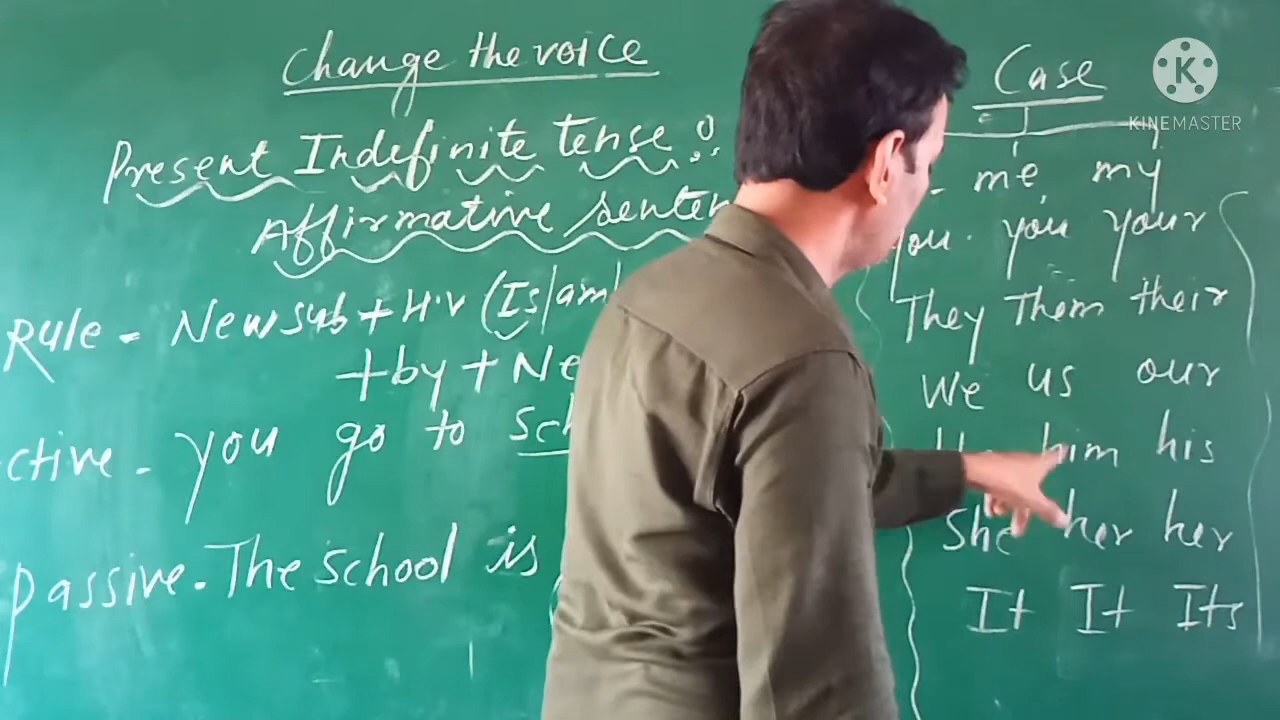 Change the voice
Present Indefinite tense :
Affirmative senten
Rule - New sub + H.V (Is/am/
+ by + Ne
ctive - you go to Sch
Passive. The School is
Case
me my
you. you your
They Them their
We us our
him his
She her her
It It Its
K
KINEMASTER